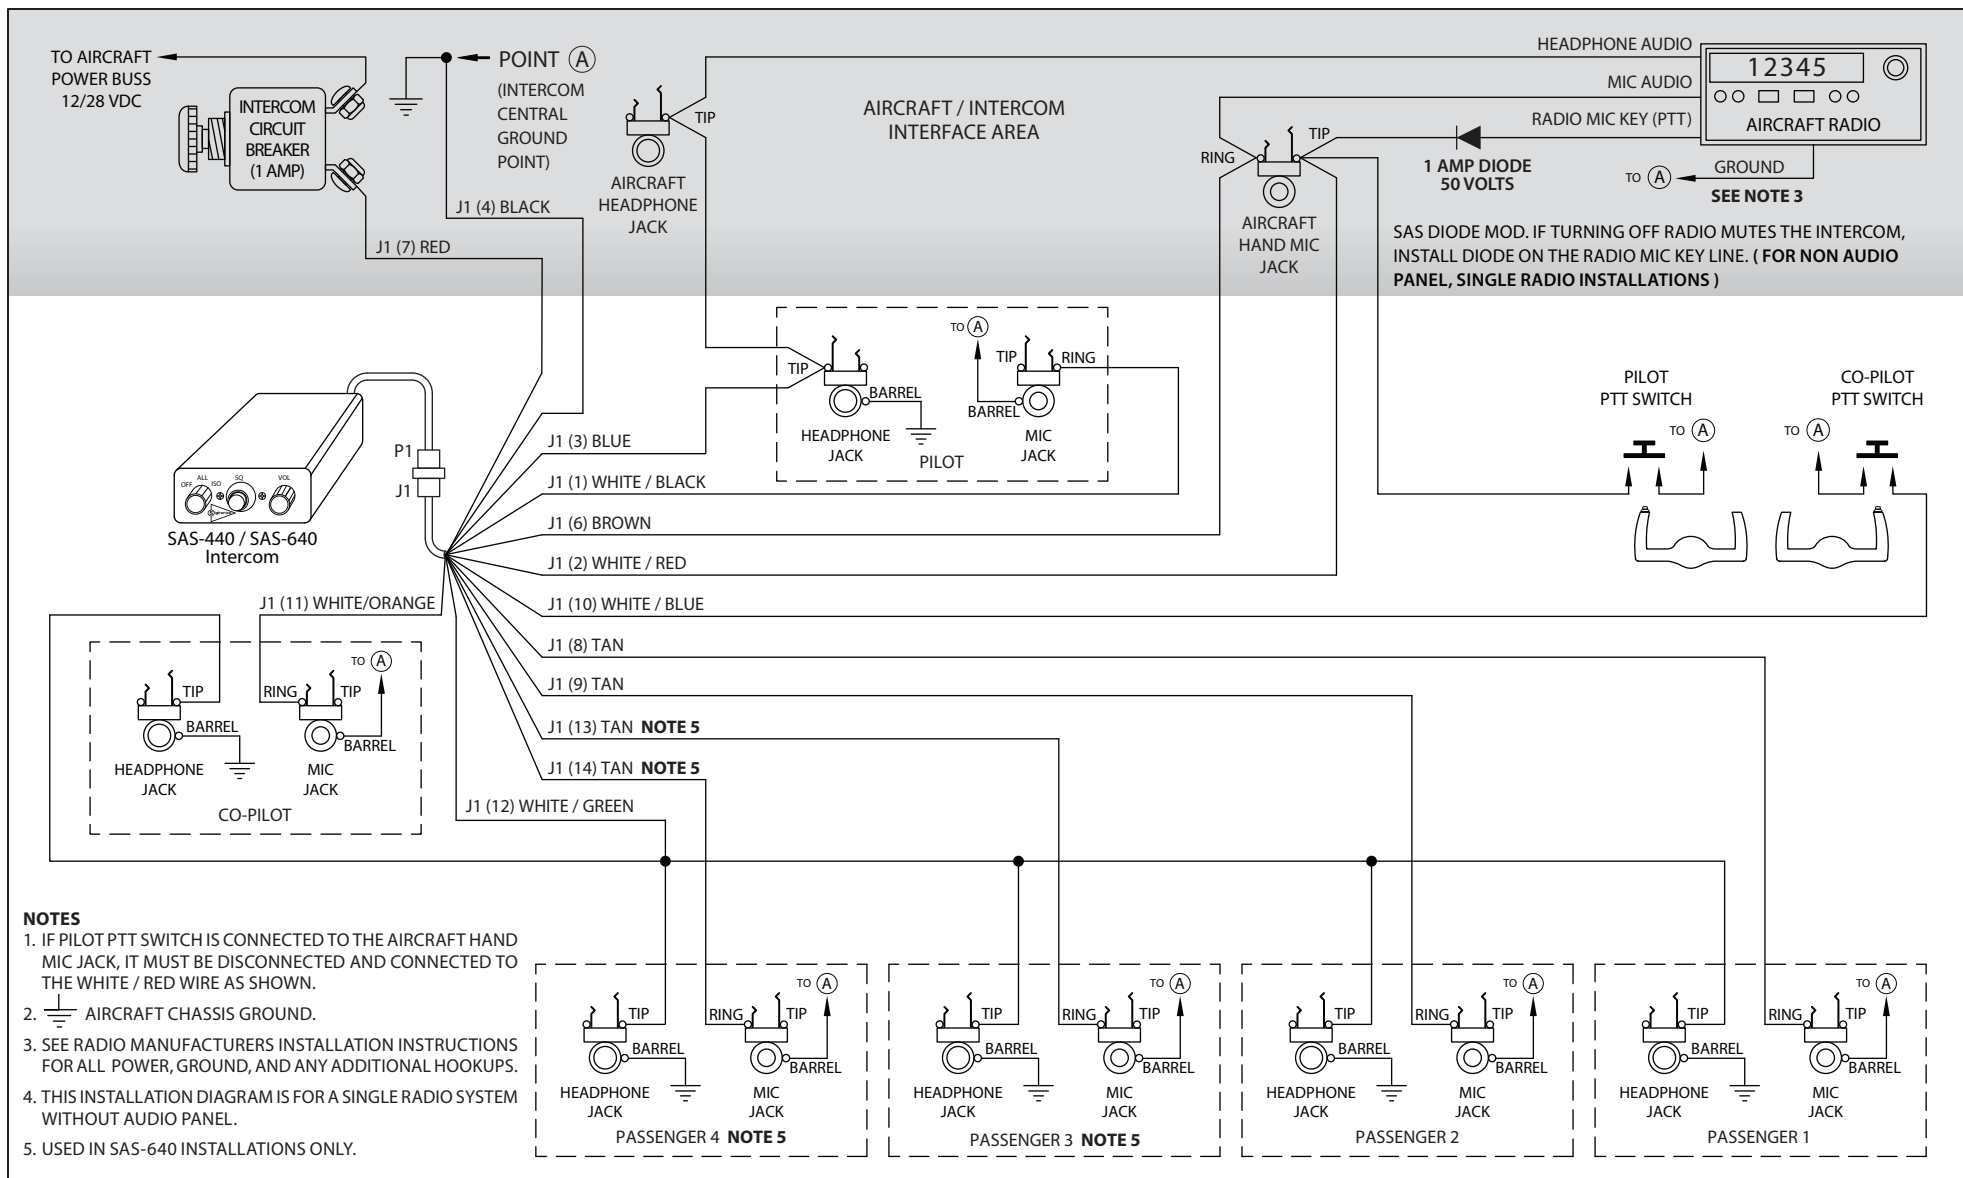 TO AIRCRAFT
POWER BUSS
12/28 VDC
INTERCOM
CIRCUIT
BREAKER
(1 AMP)
POINT A
(INTERCOM
CENTRAL
GROUND
POINT)
J1 (4) BLACK
J1 (7) RED
TIP
AIRCRAFT
HEADPHONE
JACK
AIRCRAFT / INTERCOM
INTERFACE AREA
HEADPHONE AUDIO
MIC AUDIO
RADIO MIC KEY (PTT)
12345
AIRCRAFT RADIO
RING
TIP
AIRCRAFT
HAND MIC
JACK
1 AMP DIODE
50 VOLTS
TO A
GROUND
SEE NOTE 3
SAS DIODE MOD. IF TURNING OFF RADIO MUTES THE INTERCOM,
INSTALL DIODE ON THE RADIO MIC KEY LINE. ( FOR NON AUDIO
PANEL, SINGLE RADIO INSTALLATIONS )
TIP
BARREL
HEADPHONE
JACK
TO A
TIP
RING
BARREL
MIC
JACK
PILOT
PILOT
PTT SWITCH
TO A
CO-PILOT
PTT SWITCH
TO A
P1
J1
OFF
ALL
ISO
SQ
VOL
SAS-440 / SAS-640
Intercom
J1 (3) BLUE
J1 (1) WHITE / BLACK
J1 (6) BROWN
J1 (2) WHITE / RED
J1 (10) WHITE / BLUE
J1 (8) TAN
J1 (9) TAN
J1 (13) TAN NOTE 5
J1 (14) TAN NOTE 5
J1 (12) WHITE / GREEN
J1 (11) WHITE/ORANGE
TIP
BARREL
HEADPHONE
JACK
TO A
RING
TIP
BARREL
MIC
JACK
CO-PILOT
NOTES
1. IF PILOT PTT SWITCH IS CONNECTED TO THE AIRCRAFT HAND
MIC JACK, IT MUST BE DISCONNECTED AND CONNECTED TO
THE WHITE / RED WIRE AS SHOWN.
2. AIRCRAFT CHASSIS GROUND.
3. SEE RADIO MANUFACTURERS INSTALLATION INSTRUCTIONS
FOR ALL POWER, GROUND, AND ANY ADDITIONAL HOOKUPS.
4. THIS INSTALLATION DIAGRAM IS FOR A SINGLE RADIO SYSTEM
WITHOUT AUDIO PANEL.
5. USED IN SAS-640 INSTALLATIONS ONLY.
TIP
BARREL
HEADPHONE
JACK
TO A
RING
TIP
BARREL
MIC
JACK
PASSENGER 4 NOTE 5
TIP
BARREL
HEADPHONE
JACK
TO A
RING
TIP
BARREL
MIC
JACK
PASSENGER 3 NOTE 5
TIP
BARREL
HEADPHONE
JACK
TO A
RING
TIP
BARREL
MIC
JACK
PASSENGER 2
TIP
BARREL
HEADPHONE
JACK
TO A
RING
TIP
BARREL
MIC
JACK
PASSENGER 1